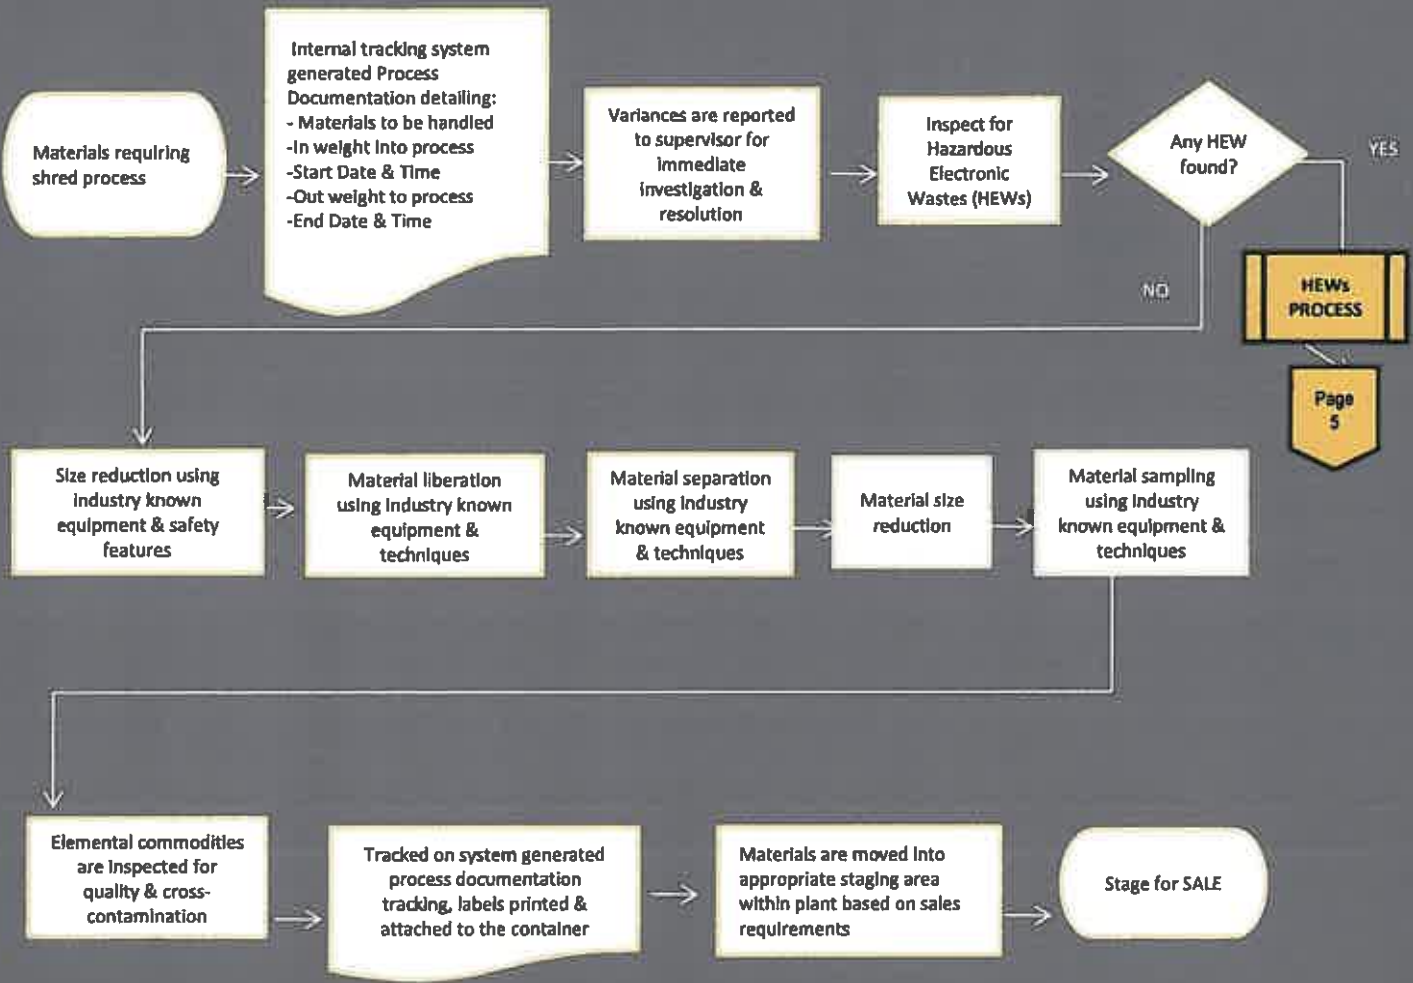 Materials requiring
shred process
Internal tracking system
generated Process
Documentation detailing:
- Materials to be handled
-In weight into process
-Start Date & Time
-Out weight to process
-End Date & Time
Variances are reported
to supervisor for
immediate
investigation &
resolution
Inspect for
Hazardous
Electronic
Wastes (HEWs)
Any HEW
found?
YES
NO
HEWs
PROCESS
Page
5
Size reduction using
industry known
equipment & safety
features
Material liberation
using industry known
equipment &
techniques
Material separation
using industry
known equipment
& techniques
Material size
reduction
Material sampling
using industry
known equipment &
techniques
Elemental commodities
are inspected for
quality & cross-
contamination
Tracked on system generated
process documentation
tracking, labels printed &
attached to the container
Materials are moved into
appropriate staging area
within plant based on sales
requirements
Stage for SALE